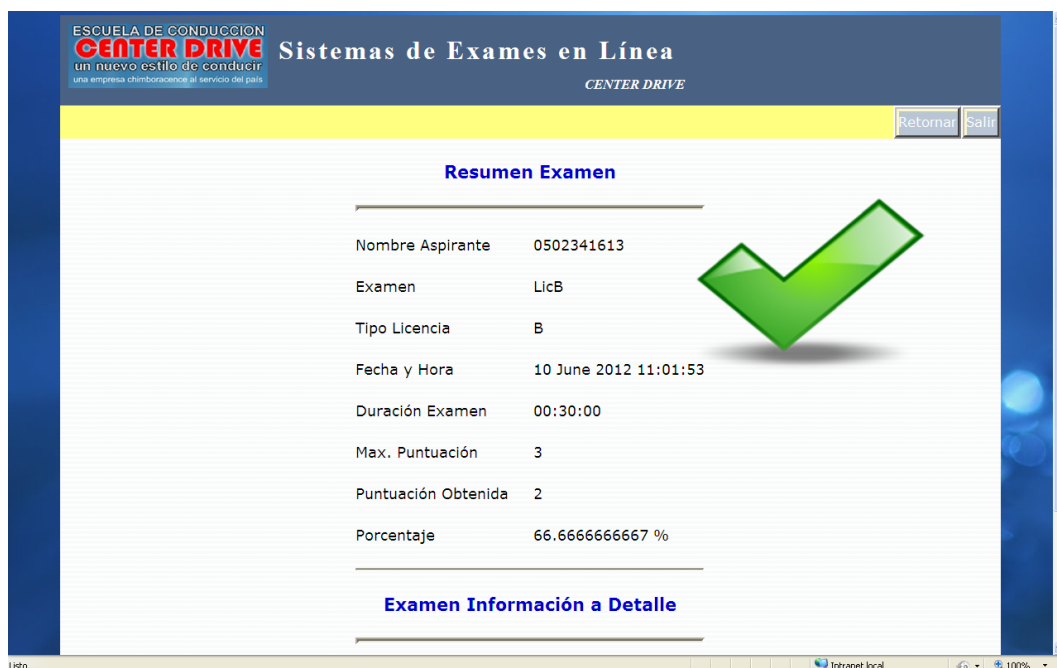 ESCUELA DE CONDUCCION
CENTER DRIVE
un nuevo estilo de conducir
una empresa chimboracence al servicio del país
Sistemas de Exames en Línea
CENTER DRIVE
Retornar Salir
Resumen Examen
Nombre Aspirante 0502341613
Examen LicB
Tipo Licencia B
Fecha y Hora 10 June 2012 11:01:53
Duración Examen 00:30:00
Max. Puntuación 3
Puntuación Obtenida 2
Porcentaje 66.6666666667 %
Examen Información a Detalle
Listo Intranet local 100%